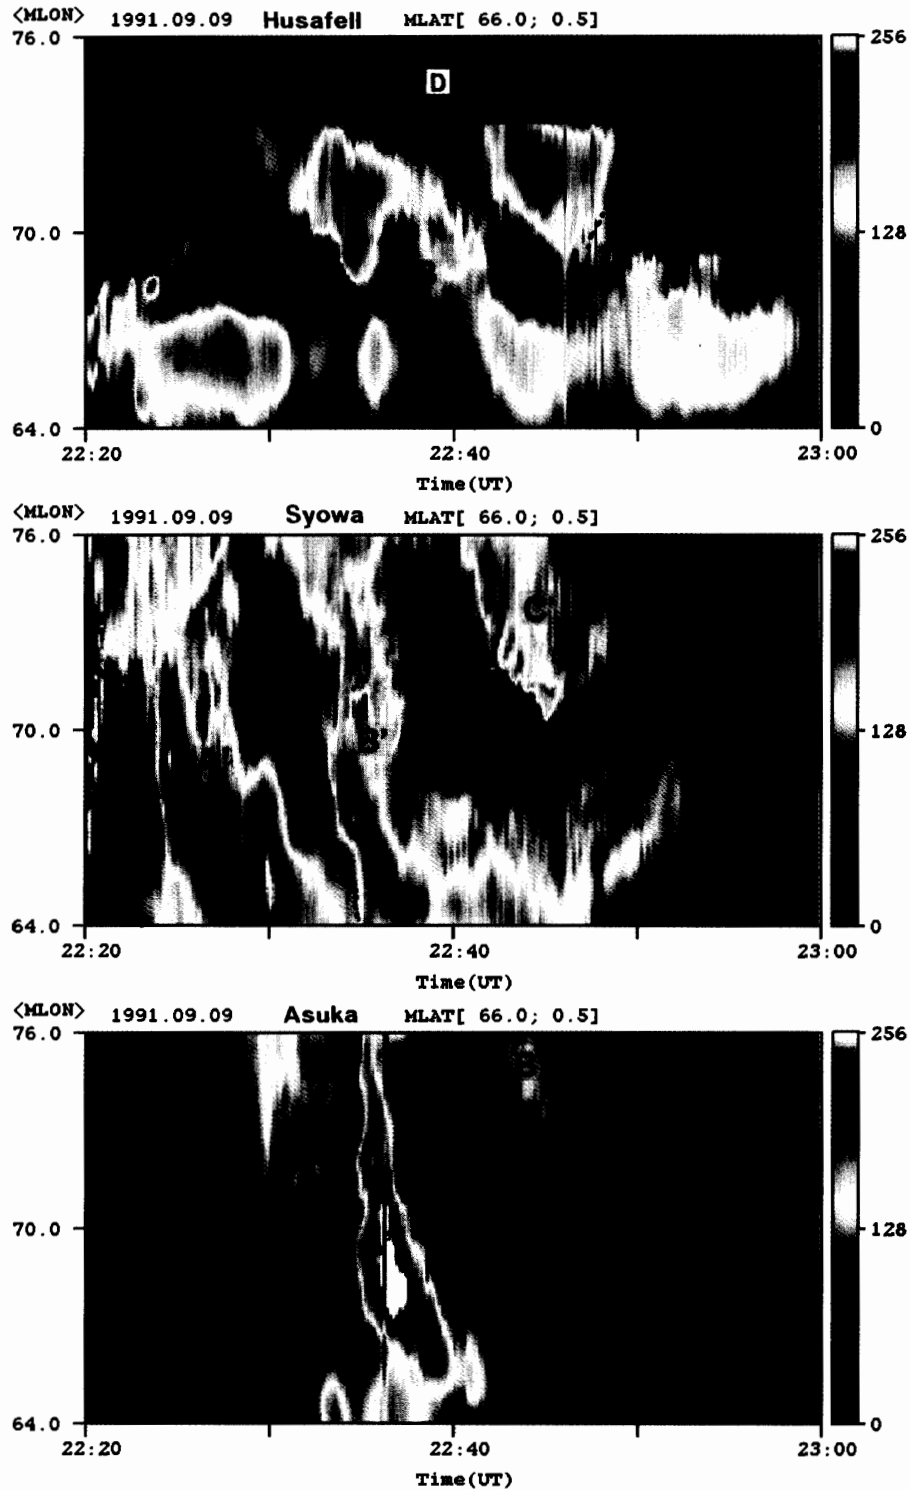 <MLON> 1991.09.09 Husafell MLAT[ 66.0; 0.5]
76.0 256
D
70.0 128
64.0 0
22:20 22:40 23:00
Time(UT)
<MLON> 1991.09.09 Syowa MLAT[ 66.0; 0.5]
76.0 256
C'
70.0 128
B'
64.0 0
22:20 22:40 23:00
Time(UT)
<MLON> 1991.09.09 Asuka MLAT[ 66.0; 0.5]
76.0 256
70.0 128
64.0 0
22:20 22:40 23:00
Time(UT)